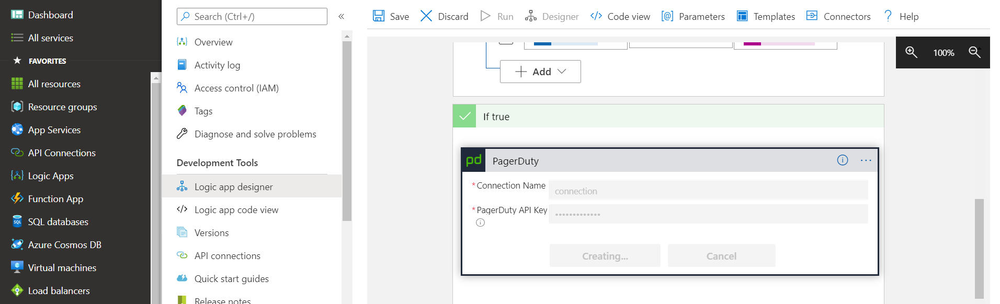 Dashboard
All services
FAVORITES
All resources
Resource groups
App Services
API Connections
Logic Apps
Function App
SQL databases
Azure Cosmos DB
Virtual machines
Load balancers
Search (Ctrl+/)
«
Overview
Activity log
Access control (IAM)
Tags
Diagnose and solve problems
Development Tools
Logic app designer
Logic app code view
Versions
API connections
Quick start guides
Release notes
Save Discard Run Designer Code view Parameters Templates Connectors ? Help
100%
Add
If true
pd PagerDuty ...
*Connection Name connection
*PagerDuty API Key •••••••••••••
Creating... Cancel